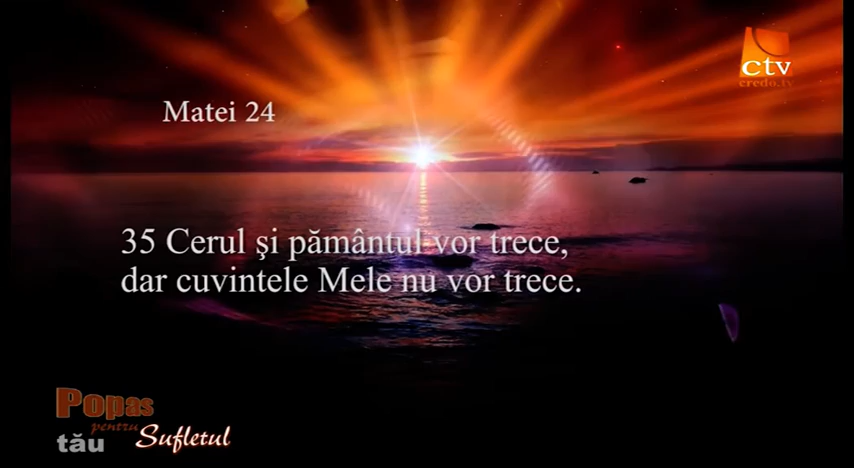 ctv
credo.tv
Matei 24
35 Cerul şi pământul vor trece,
dar cuvintele Mele nu vor trece.
Popas
pentru
tău Sufletul